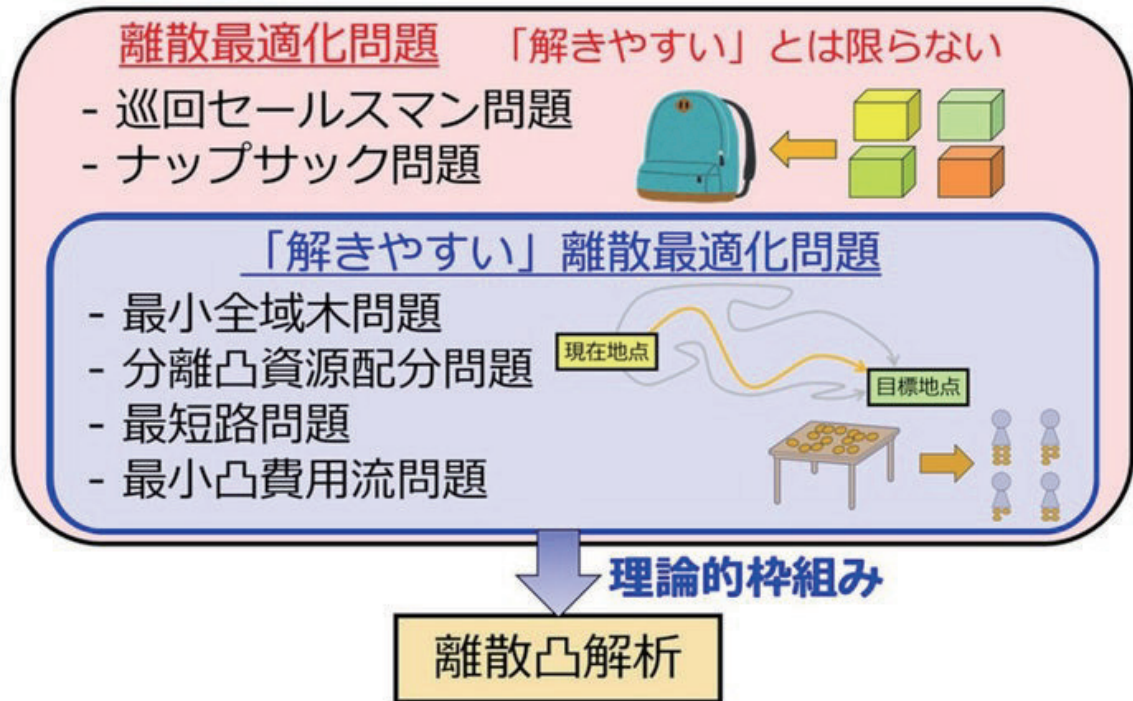 離散最適化問題 「解きやすい」とは限らない
- 巡回セールスマン問題
- ナップサック問題
「解きやすい」離散最適化問題
- 最小全域木問題
- 分離凸資源配分問題
- 最短路問題
- 最小凸費用流問題
現在地点
目標地点
理論的枠組み
離散凸解析